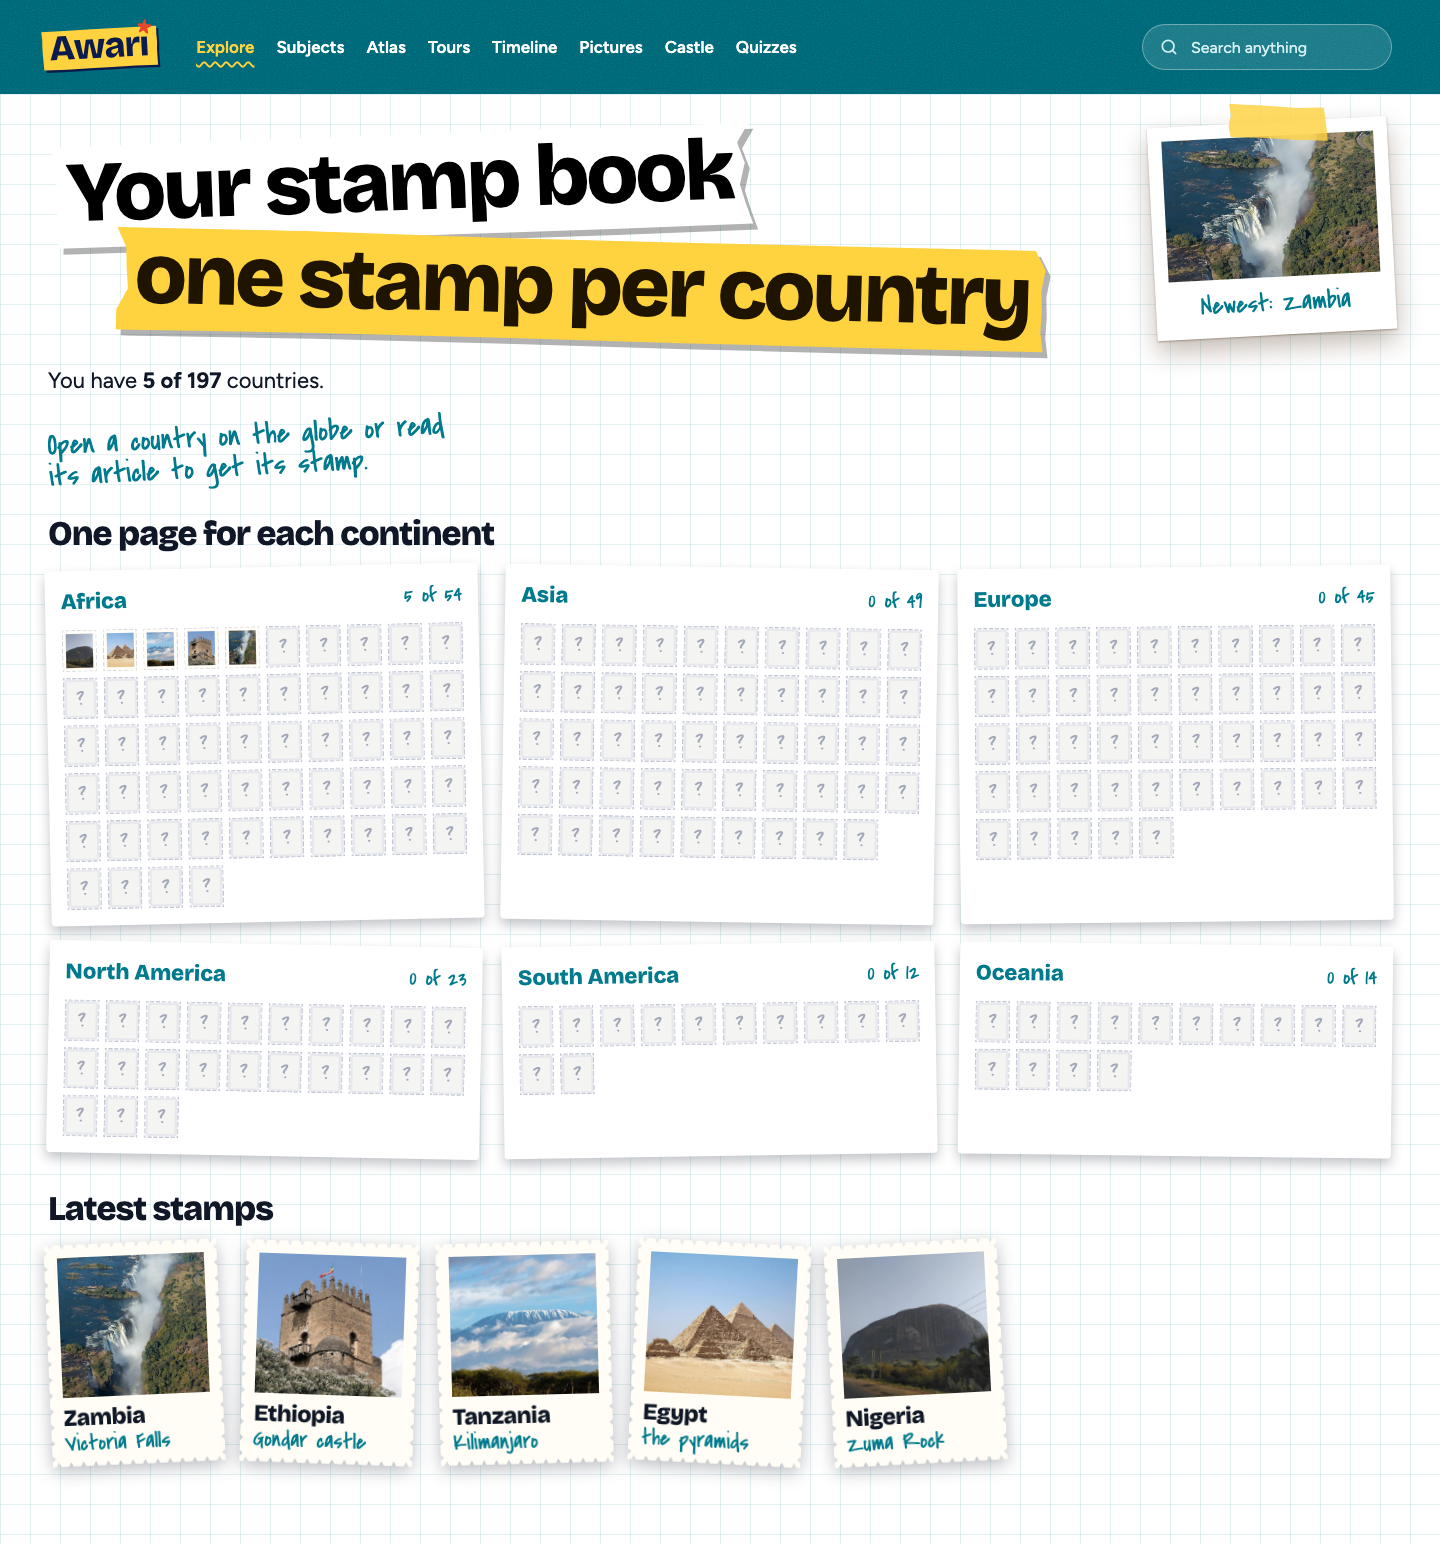 Awari
Explore Subjects Atlas Tours Timeline Pictures Castle Quizzes
Search anything
Your stamp book
one stamp per country
Newest: Zambia
You have 5 of 197 countries.
Open a country on the globe or read
its article to get its stamp.
One page for each continent
Africa
5 of 54
? ? ? ? ?
? ? ? ? ? ? ? ? ? ?
? ? ? ? ? ? ? ? ? ?
? ? ? ? ? ? ? ? ? ?
? ? ? ? ? ? ? ? ? ?
? ? ? ?
Asia
0 of 49
? ? ? ? ? ? ? ? ? ?
? ? ? ? ? ? ? ? ? ?
? ? ? ? ? ? ? ? ? ?
? ? ? ? ? ? ? ? ? ?
? ? ? ? ? ? ? ? ?
Europe
0 of 45
? ? ? ? ? ? ? ? ? ?
? ? ? ? ? ? ? ? ? ?
? ? ? ? ? ? ? ? ? ?
? ? ? ? ? ? ? ? ? ?
? ? ? ? ?
North America
0 of 23
? ? ? ? ? ? ? ? ? ?
? ? ? ? ? ? ? ? ? ?
? ? ?
South America
0 of 12
? ? ? ? ? ? ? ? ? ?
? ?
Oceania
0 of 14
? ? ? ? ? ? ? ? ? ?
? ? ? ?
Latest stamps
Zambia
Victoria Falls
Ethiopia
Gondar castle
Tanzania
Kilimanjaro
Egypt
the pyramids
Nigeria
Zuma Rock